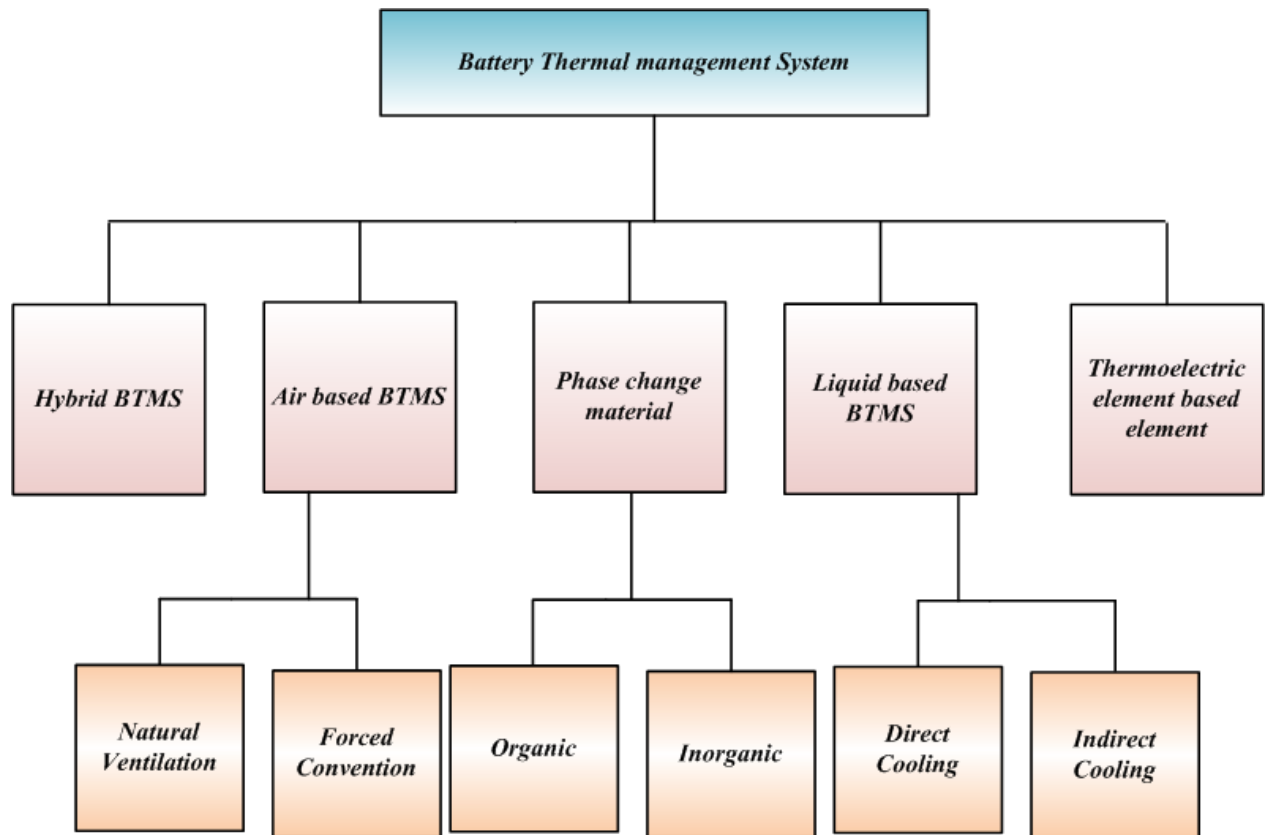 Battery Thermal management System
Hybrid BTMS
Air based BTMS
Phase change
material
Liquid based
BTMS
Thermoelectric
element based
element
Natural
Ventilation
Forced
Convention
Organic
Inorganic
Direct
Cooling
Indirect
Cooling